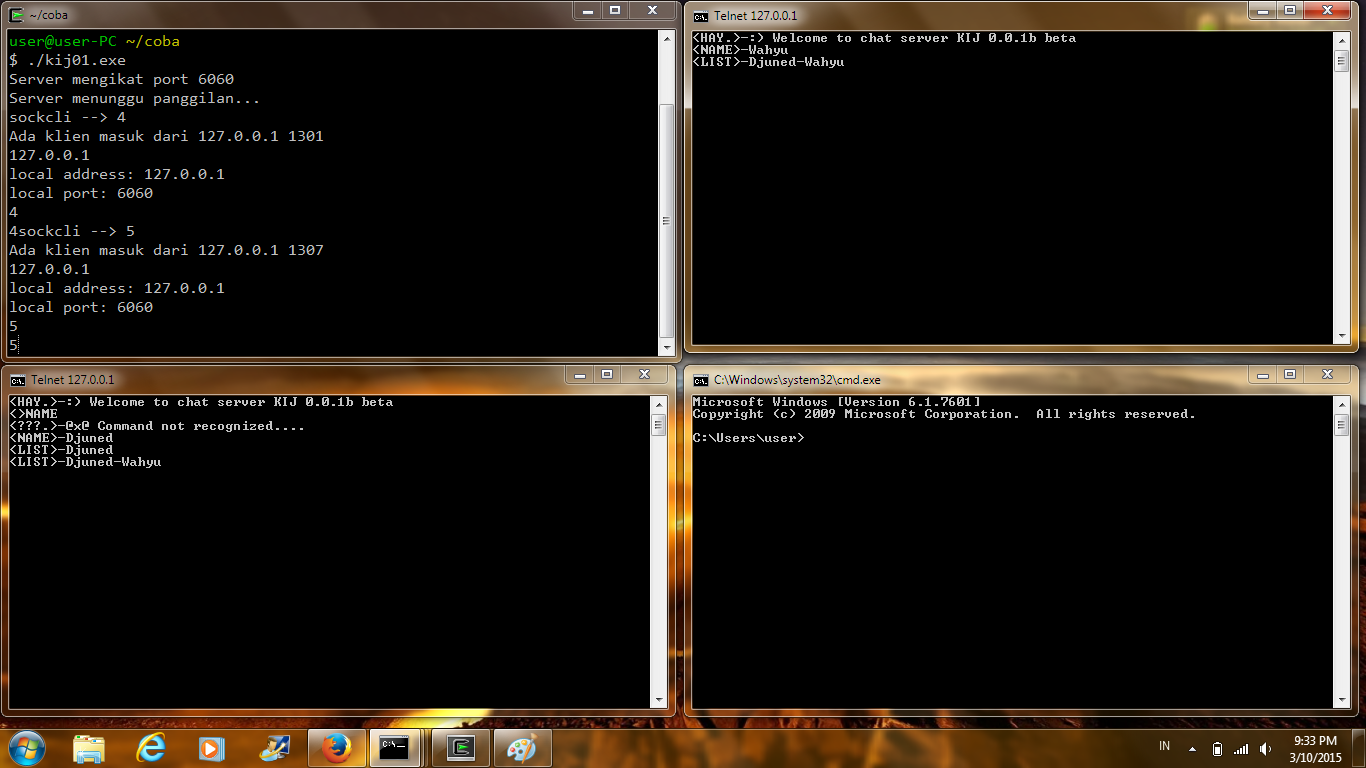 ~/coba
user@user-PC ~/coba
$ ./kij01.exe
Server mengikat port 6060
Server menunggu panggilan...
sockcli --> 4
Ada klien masuk dari 127.0.0.1 1301
127.0.0.1
local address: 127.0.0.1
local port: 6060
4
4sockcli --> 5
Ada klien masuk dari 127.0.0.1 1307
127.0.0.1
local address: 127.0.0.1
local port: 6060
5
5
Telnet 127.0.0.1
<HAY.>-:) Welcome to chat server KIJ 0.0.1b beta
<NAME>-Wahyu
<LIST>-Djuned-Wahyu
Telnet 127.0.0.1
<HAY.>-:) Welcome to chat server KIJ 0.0.1b beta
<>NAME
<???.>-@x@ Command not recognized....
<NAME>-Djuned
<LIST>-Djuned
<LIST>-Djuned-Wahyu
C:\Windows\system32\cmd.exe
Microsoft Windows [Version 6.1.7601]
Copyright (c) 2009 Microsoft Corporation.  All rights reserved.
C:\Users\user>
IN
9:33 PM
3/10/2015